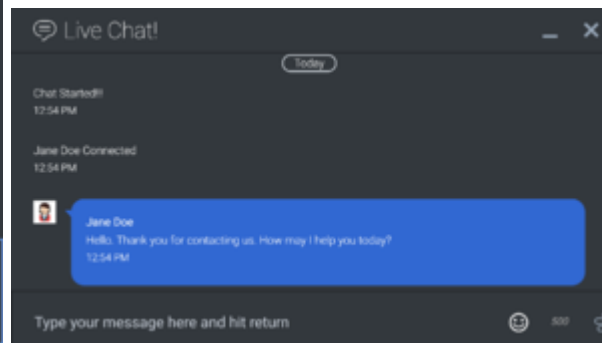 Live Chat!
Today
Chat Started!!!
12:54 PM
Jane Doe Connected
12:54 PM
Jane Doe
Hello. Thank you for contacting us. How may I help you today?
12:54 PM
Type your message here and hit return
500